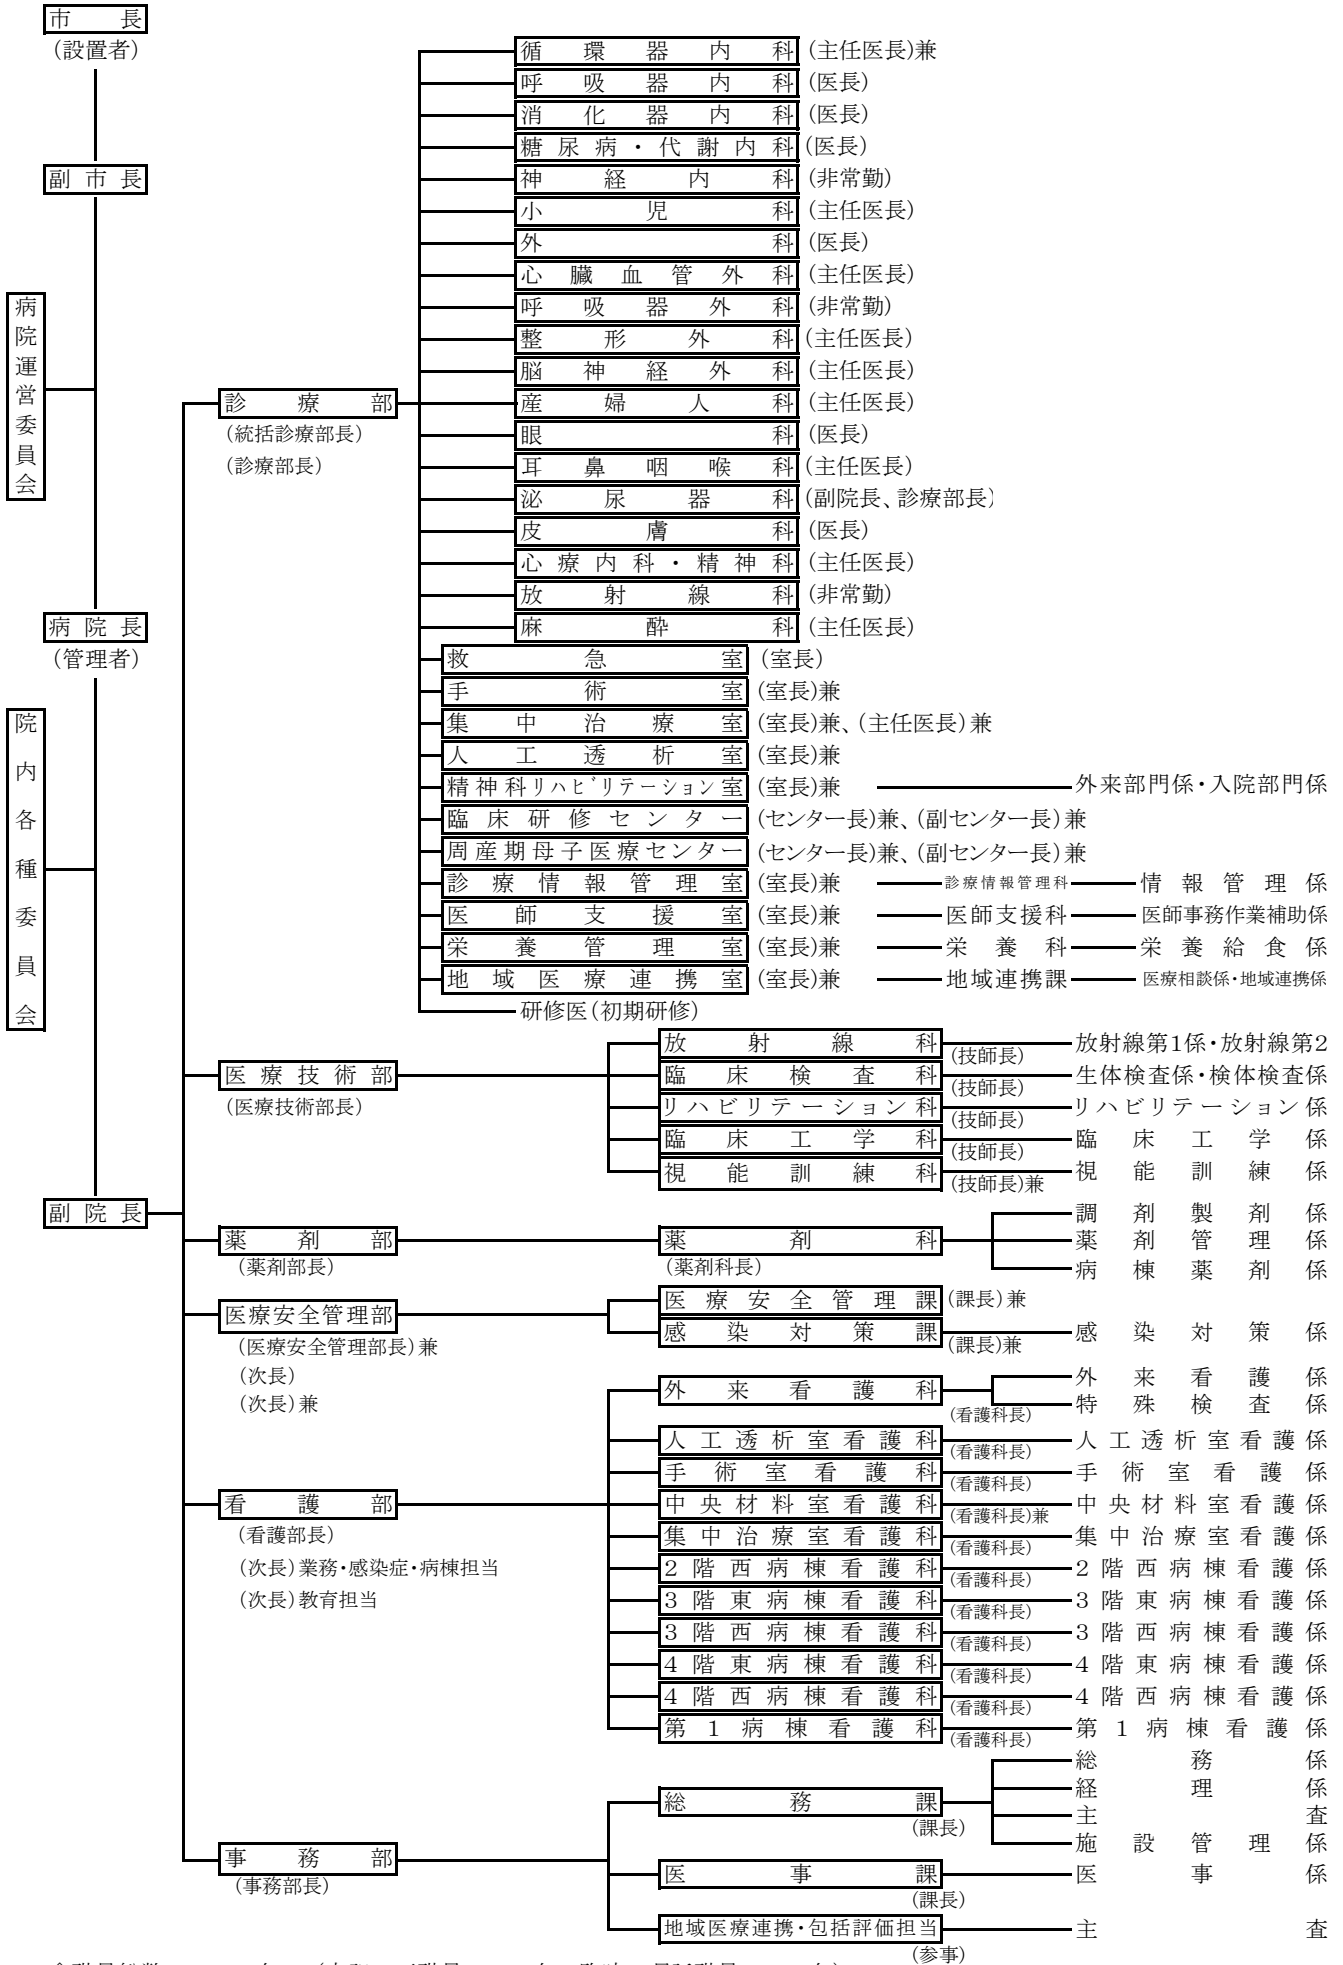 市長
(設置者)
副市長
病院運営委員会
病院長
(管理者)
院内各種委員会
副院長
診療部
(統括診療部長)
(診療部長)
循環器内科 (主任医長)兼
呼吸器内科 (医長)
消化器内科 (医長)
糖尿病・代謝内科 (医長)
神経内科 (非常勤)
小児科 (主任医長)
外科 (医長)
心臓血管外科 (主任医長)
呼吸器外科 (非常勤)
整形外科 (主任医長)
脳神経外科 (主任医長)
産婦人科 (主任医長)
眼科 (医長)
耳鼻咽喉科 (主任医長)
泌尿器科 (副院長、診療部長)
皮膚科 (医長)
心療内科・精神科 (主任医長)
放射線科 (非常勤)
麻酔科 (主任医長)
救急室 (室長)
手術室 (室長)兼
集中治療室 (室長)兼、(主任医長)兼
人工透析室 (室長)兼
精神科リハビリテーション室 (室長)兼 外来部門係・入院部門係
臨床研修センター (センター長)兼、(副センター長)兼
周産期母子医療センター (センター長)兼、(副センター長)兼
診療情報管理室 (室長)兼 診療情報管理科 情報管理係
医師支援室 (室長)兼 医師支援科 医師事務作業補助係
栄養管理室 (室長)兼 栄養科 栄養給食係
地域医療連携室 (室長)兼 地域連携課 医療相談係・地域連携係
研修医(初期研修)
医療技術部
(医療技術部長)
放射線科 (技師長) 放射線第1係・放射線第2
臨床検査科 (技師長) 生体検査係・検体検査係
リハビリテーション科 (技師長) リハビリテーション係
臨床工学科 (技師長) 臨床工学係
視能訓練科 (技師長)兼 視能訓練係
薬剤部
(薬剤部長)
薬剤科
(薬剤科長)
調剤製剤係
薬剤管理係
病棟薬剤係
医療安全管理部
(医療安全管理部長)兼
(次長)
(次長)兼
医療安全管理課 (課長)兼
感染対策課 (課長)兼 感染対策係
看護部
(看護部長)
(次長)業務・感染症・病棟担当
(次長)教育担当
外来看護科 (看護科長)
外来看護係
特殊検査係
人工透析室看護科 (看護科長) 人工透析室看護係
手術室看護科 (看護科長) 手術室看護係
中央材料室看護科 (看護科長)兼 中央材料室看護係
集中治療室看護科 (看護科長) 集中治療室看護係
2階西病棟看護科 (看護科長) 2階西病棟看護係
3階東病棟看護科 (看護科長) 3階東病棟看護係
3階西病棟看護科 (看護科長) 3階西病棟看護係
4階東病棟看護科 (看護科長) 4階東病棟看護係
4階西病棟看護科 (看護科長) 4階西病棟看護係
第1病棟看護科 (看護科長) 第1病棟看護係
事務部
(事務部長)
総務課
(課長)
総務係
経理係
主査
施設管理係
医事課 医事係
(課長)
地域医療連携・包括評価担当 主査
(参事)